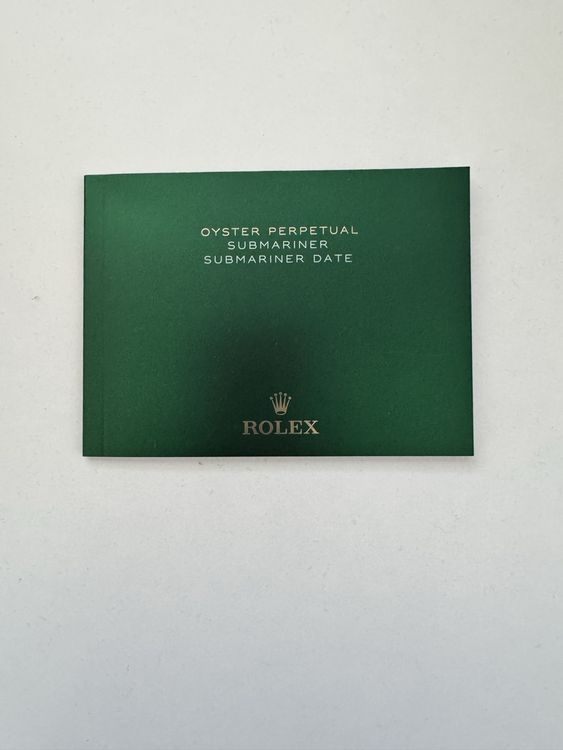 OYSTER PERPETUAL
SUBMARINER
SUBMARINER DATE
ROLEX